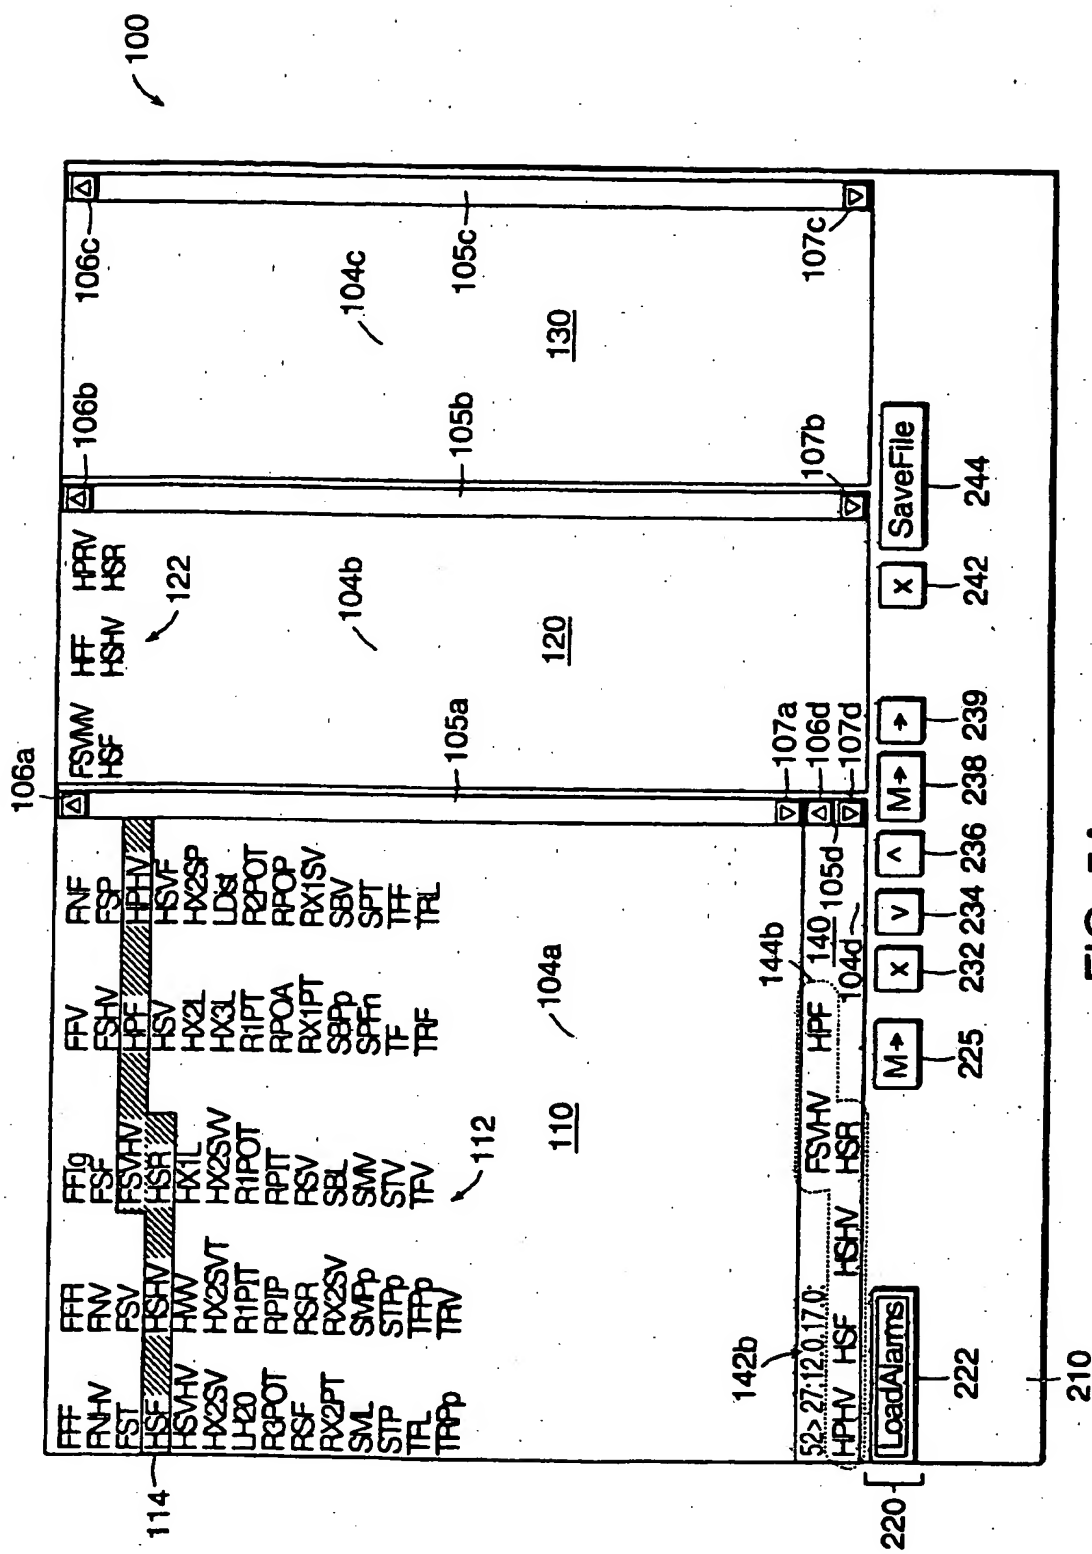 100
106a
106b
106c
FFF FFR FFIg FFV FNF
FSVMV HFF HPRV
FNHV FNV FSF FSHV FSP
HSF HSHV HSR
FST FSV FSVHV HPF HPHV
114
HSF HSHV HSR HSV HSVF
122
HSVHV HX1L HX2L HX2SP
HX2SV HX2SVT HX2SVV HX3L LDist
LH20 R1PIT R1POT R1PT R2POT
R3POT RPIP RPIT RPOA RPOP
RSF RSR RSV RX1PT RX1SV
RX2PT RX2SV SBL SBPp SBV
SML SMPp SMV SPFn SPT
STP STPp STV TF TFF
TFL TFPp TFV TRF TRL
TRPp TRV
112
104a
104b
104c
105a
105b
105c
110
120
130
142b
144b
107a
106d
107d
107b
107c
52> 27:12.0.17.0:
FSVHV HPF
140
105d
HPHV HSF HSHV HSR
104d
LoadAlarms M→ x v ^ M→ → x SaveFile
220
222 225 232 234 236 238 239 242 244
210